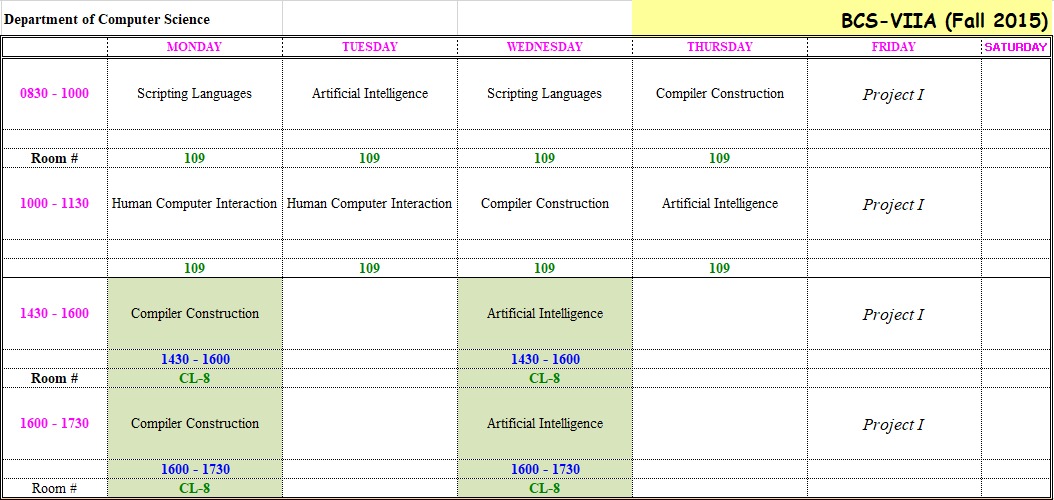 Department of Computer Science BCS-VIIA (Fall 2015)
MONDAY TUESDAY WEDNESDAY THURSDAY FRIDAY SATURDAY
0830 - 1000 Scripting Languages Artificial Intelligence Scripting Languages Compiler Construction Project I
Room # 109 109 109 109
1000 - 1130 Human Computer Interaction Human Computer Interaction Compiler Construction Artificial Intelligence Project I
109 109 109 109
1430 - 1600 Compiler Construction Artificial Intelligence Project I
1430 - 1600 1430 - 1600
Room # CL-8 CL-8
1600 - 1730 Compiler Construction Artificial Intelligence Project I
1600 - 1730 1600 - 1730
Room # CL-8 CL-8